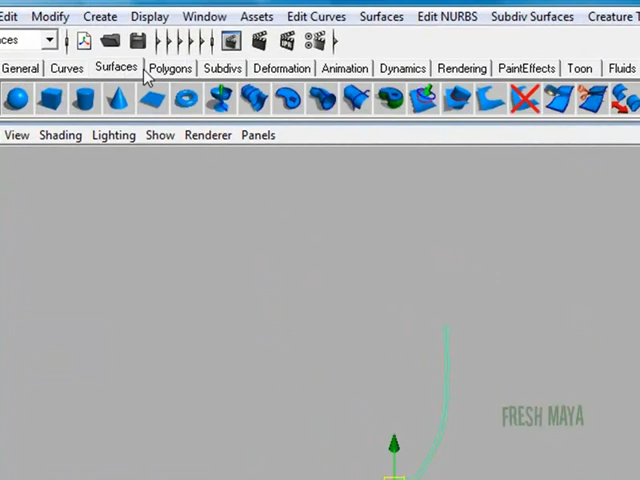 Edit Modify Create Display Window Assets Edit Curves Surfaces Edit NURBS Subdiv Surfaces Creature
General Curves Surfaces Polygons Subdivs Deformation Animation Dynamics Rendering PaintEffects Toon Fluids
View Shading Lighting Show Renderer Panels
FRESH MAYA